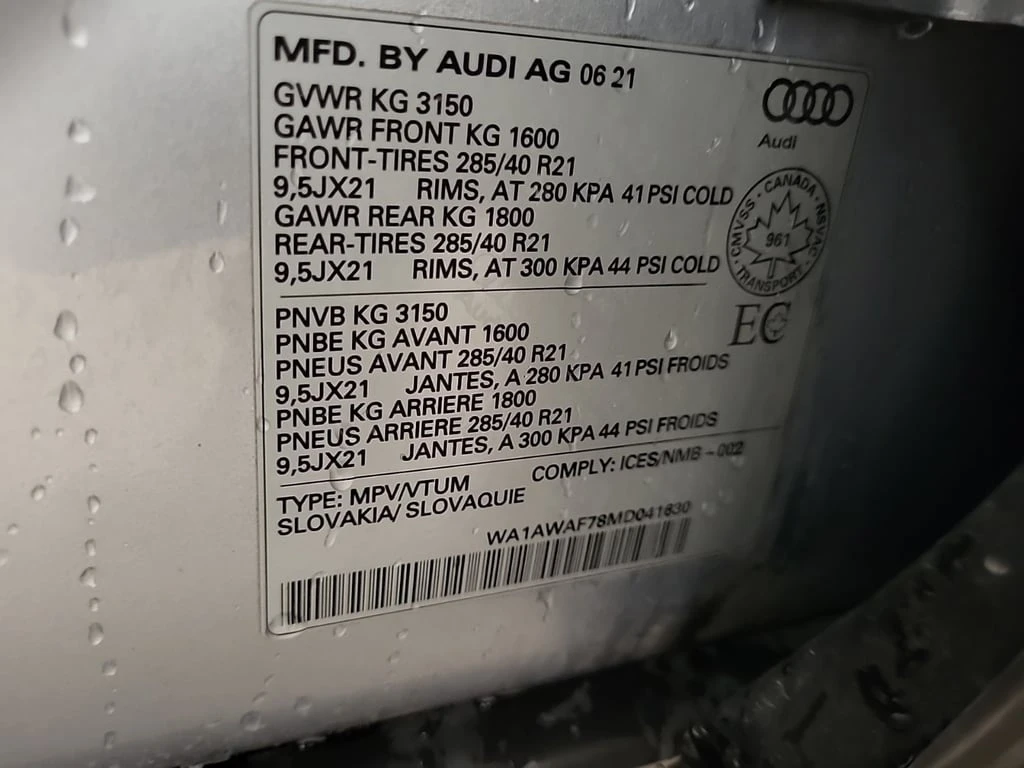 MFD. BY AUDI AG 06 21
GVWR KG 3150
GAWR FRONT KG 1600
FRONT-TIRES 285/40 R21
9,5JX21 RIMS, AT 280 KPA 41 PSI COLD
GAWR REAR KG 1800
REAR-TIRES 285/40 R21
9,5JX21 RIMS, AT 300 KPA 44 PSI COLD
Audi
CMVSS · CANADA · NSVAC · TRANSPORT ·
961
EC
PNVB KG 3150
PNBE KG AVANT 1600
PNEUS AVANT 285/40 R21
9,5JX21 JANTES, A 280 KPA 41 PSI FROIDS
PNBE KG ARRIERE 1800
PNEUS ARRIERE 285/40 R21
9,5JX21 JANTES, A 300 KPA 44 PSI FROIDS
TYPE: MPV/VTUM COMPLY: ICES/NMB-002
SLOVAKIA/ SLOVAQUIE
WA1AWAF78MD041630